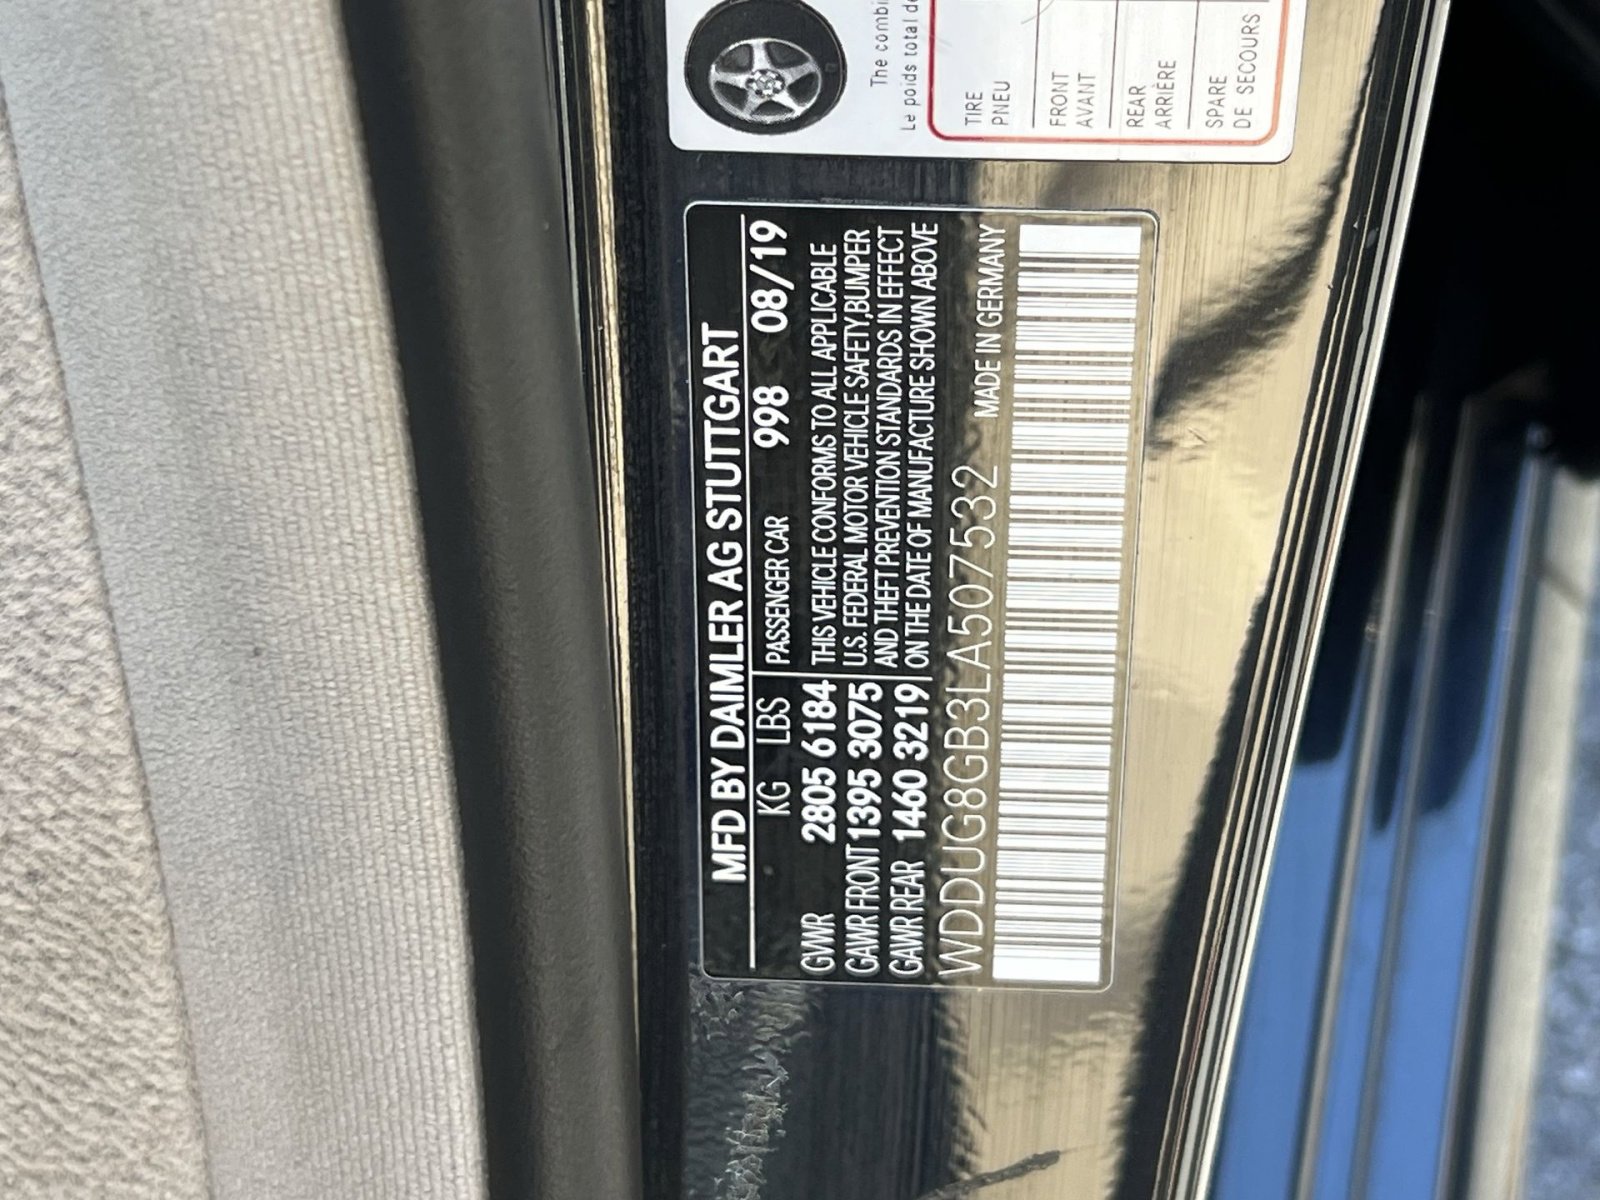 MFD BY DAIMLER AG STUTTGART
KG LBS PASSENGER CAR 998 08/19
GVWR 2805 6184
GAWR FRONT 1395 3075
GAWR REAR 1460 3219
THIS VEHICLE CONFORMS TO ALL APPLICABLE
U.S. FEDERAL MOTOR VEHICLE SAFETY,BUMPER
AND THEFT PREVENTION STANDARDS IN EFFECT
ON THE DATE OF MANUFACTURE SHOWN ABOVE
WDDUG8GB3LA507532 MADE IN GERMANY
The
Le poids total
TIRE
PNEU
FRONT
AVANT
REAR
ARRIÈRE
SPARE
DE SECOURS